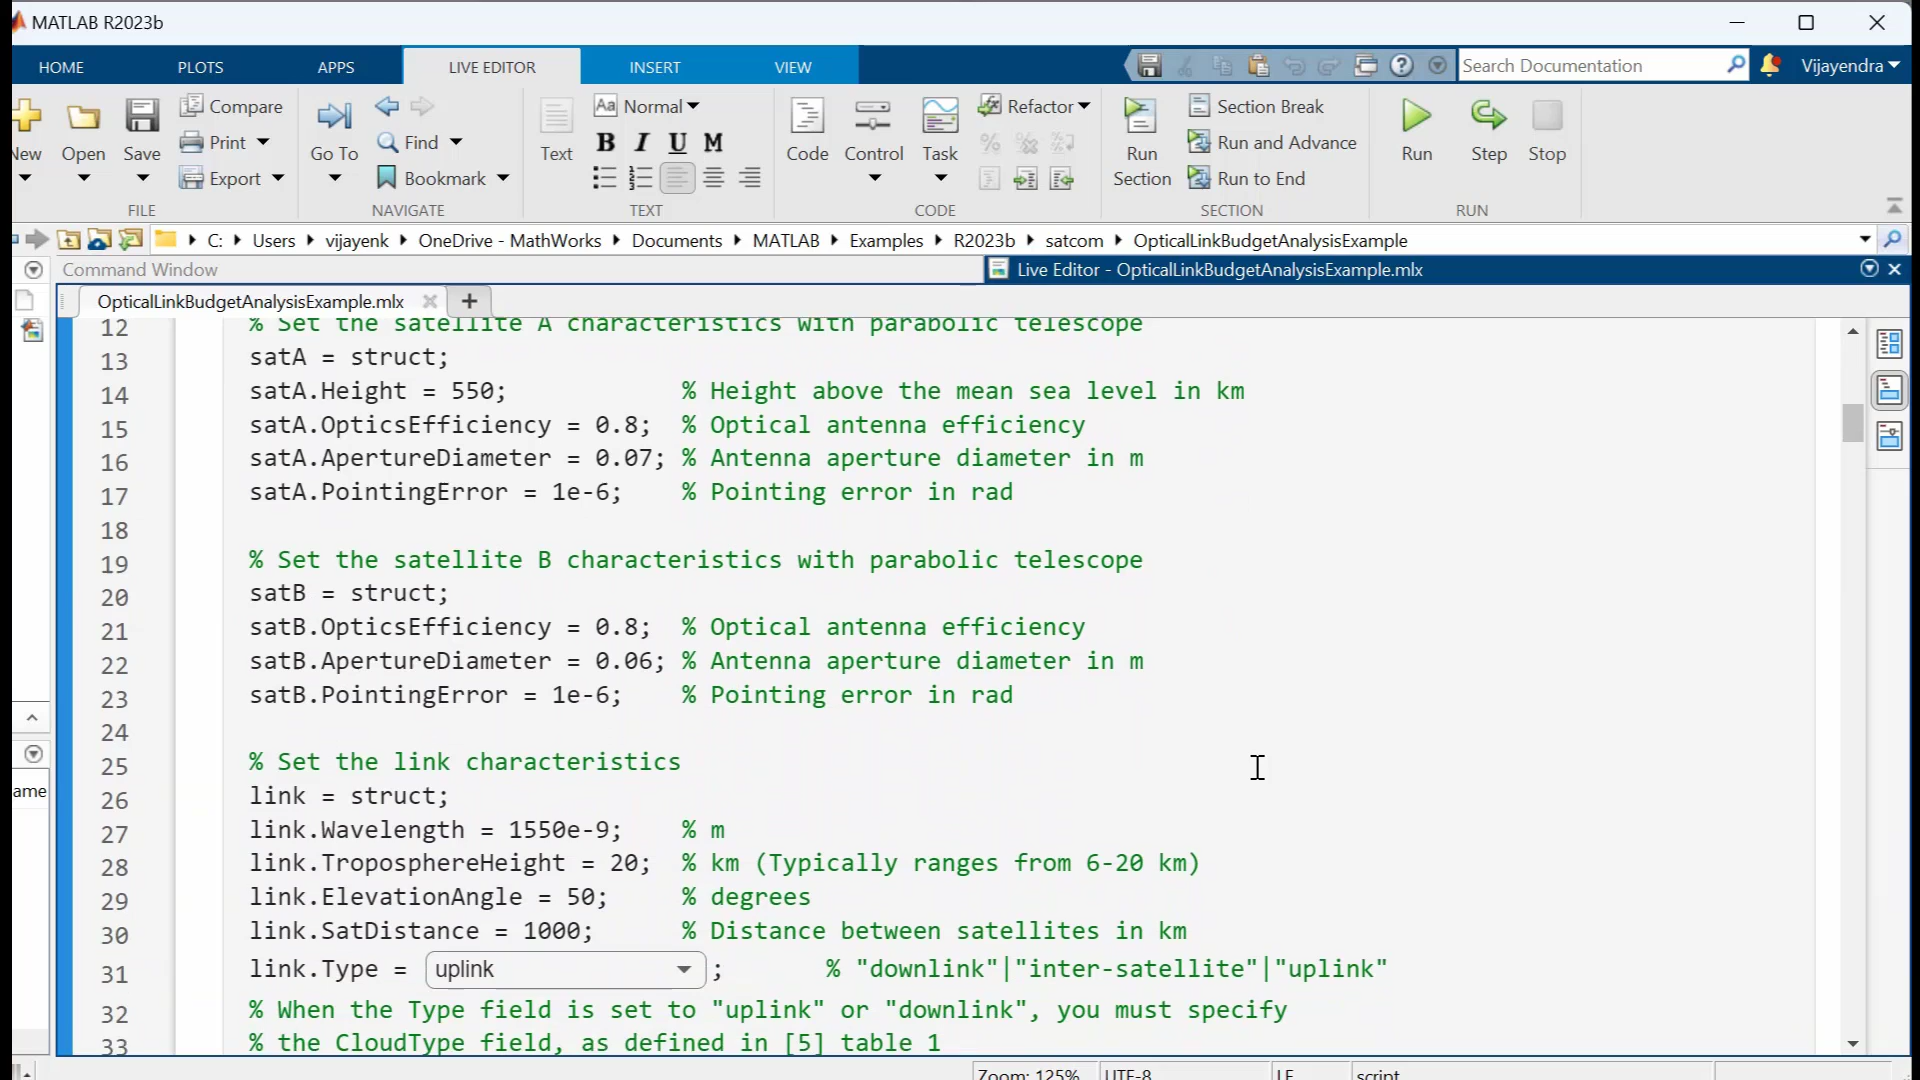 MATLAB R2023b
HOME PLOTS APPS LIVE EDITOR INSERT VIEW Search Documentation Vijayendra
New Open Save Compare Print Export Go To Find Bookmark Text Aa Normal B I U M Code Control Task Refactor Run Section Section Break Run and Advance Run to End Run Step Stop
FILE NAVIGATE TEXT CODE SECTION RUN
C: Users vijayenk OneDrive - MathWorks Documents MATLAB Examples R2023b satcom OpticalLinkBudgetAnalysisExample
Command Window Live Editor - OpticalLinkBudgetAnalysisExample.mlx
OpticalLinkBudgetAnalysisExample.mlx +
12 % Set the satellite A characteristics with parabolic telescope
13 satA = struct;
14 satA.Height = 550; % Height above the mean sea level in km
15 satA.OpticsEfficiency = 0.8; % Optical antenna efficiency
16 satA.ApertureDiameter = 0.07; % Antenna aperture diameter in m
17 satA.PointingError = 1e-6; % Pointing error in rad
18
19 % Set the satellite B characteristics with parabolic telescope
20 satB = struct;
21 satB.OpticsEfficiency = 0.8; % Optical antenna efficiency
22 satB.ApertureDiameter = 0.06; % Antenna aperture diameter in m
23 satB.PointingError = 1e-6; % Pointing error in rad
24
25 % Set the link characteristics
26 link = struct;
ame
27 link.Wavelength = 1550e-9; % m
28 link.TroposphereHeight = 20; % km (Typically ranges from 6-20 km)
29 link.ElevationAngle = 50; % degrees
30 link.SatDistance = 1000; % Distance between satellites in km
31 link.Type = uplink ; % "downlink"|"inter-satellite"|"uplink"
32 % When the Type field is set to "uplink" or "downlink", you must specify
33 % the CloudType field, as defined in [5] table 1
Zoom: 125% UTF-8 LF script